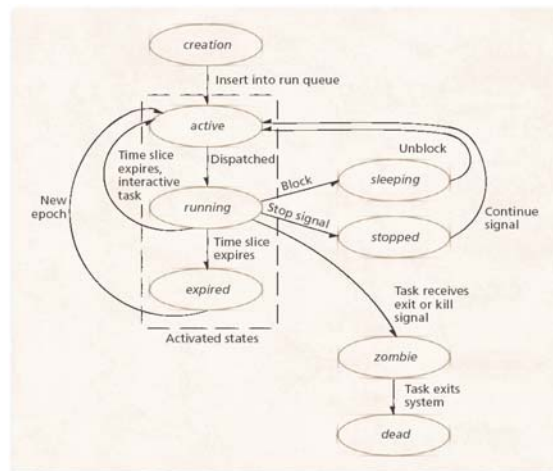 creation
Insert into run queue
active
Dispatched
Time slice
expires,
interactive
task
New
epoch
running
Block
sleeping
Unblock
Stop signal
stopped
Continue
signal
Time slice
expires
expired
Activated states
Task receives
exit or kill
signal
zombie
Task exits
system
dead